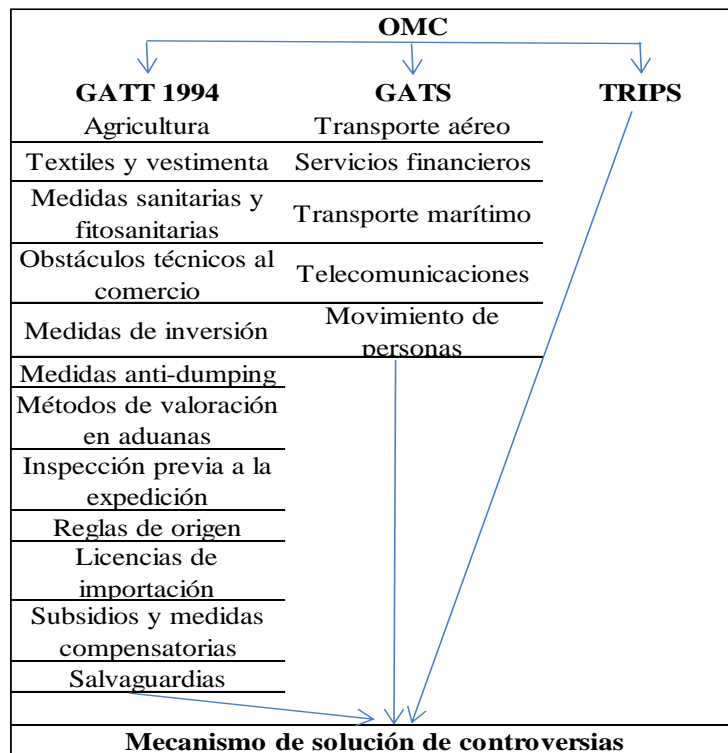 OMC
GATT 1994
GATS
TRIPS
Agricultura
Transporte aéreo
Textiles y vestimenta
Servicios financieros
Medidas sanitarias y
fitosanitarias
Transporte marítimo
Obstáculos técnicos al
comercio
Telecomunicaciones
Medidas de inversión
Movimiento de
personas
Medidas anti-dumping
Métodos de valoración
en aduanas
Inspección previa a la
expedición
Reglas de origen
Licencias de
importación
Subsidios y medidas
compensatorias
Salvaguardias
Mecanismo de solución de controversias